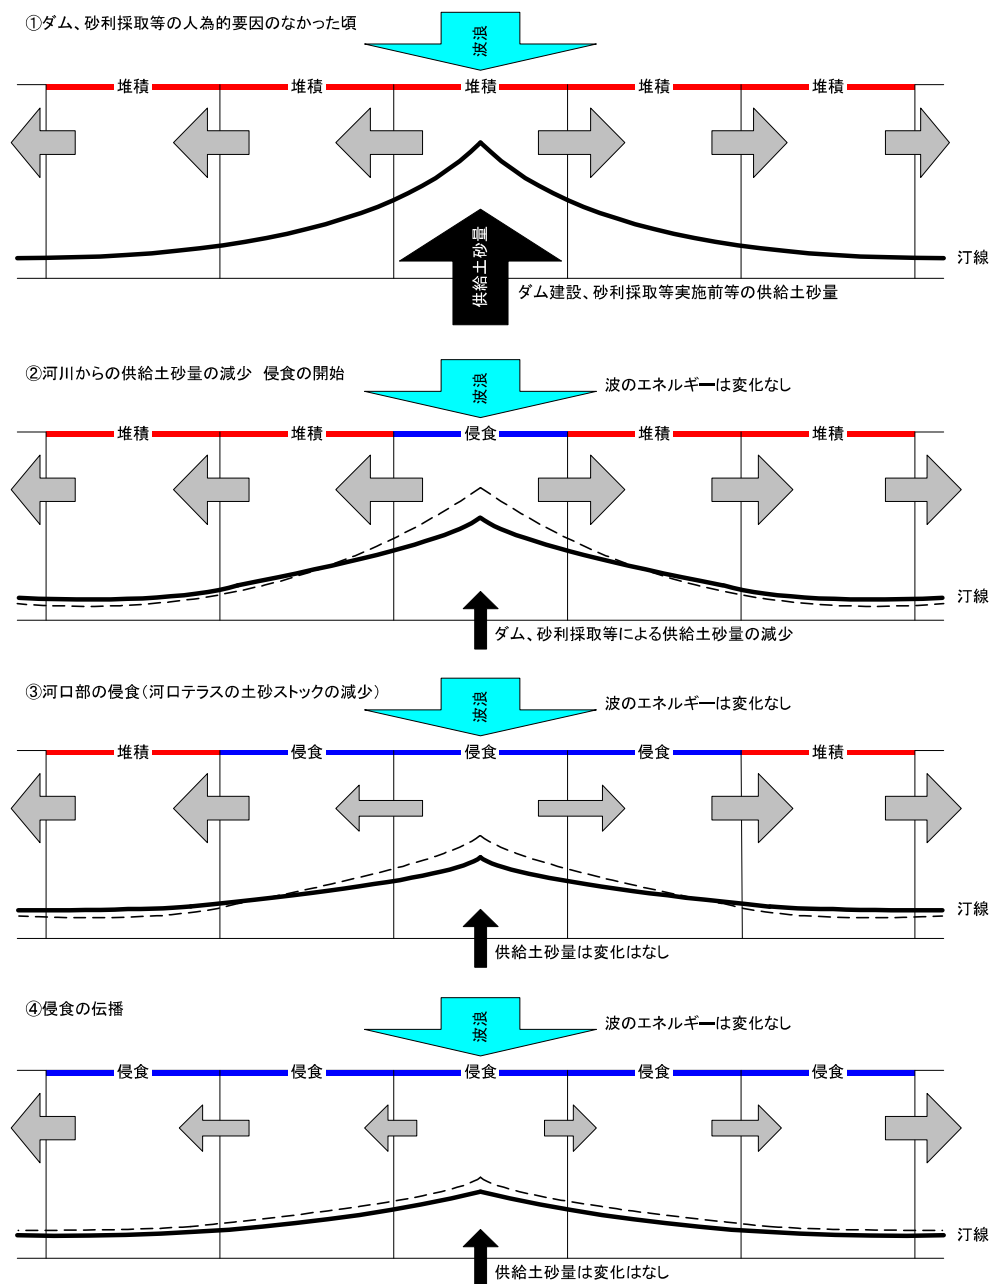 ①ダム、砂利採取等の人為的要因のなかった頃
波浪
堆積
堆積
堆積
堆積
堆積
供給土砂量
汀線
ダム建設、砂利採取等実施前等の供給土砂量
②河川からの供給土砂量の減少　侵食の開始
波浪
波のエネルギーは変化なし
堆積
堆積
侵食
堆積
堆積
汀線
ダム、砂利採取等による供給土砂量の減少
③河口部の侵食（河口テラスの土砂ストックの減少）
波浪
波のエネルギーは変化なし
堆積
侵食
侵食
侵食
堆積
汀線
供給土砂量は変化はなし
④侵食の伝播
波浪
波のエネルギーは変化なし
侵食
侵食
侵食
侵食
侵食
汀線
供給土砂量は変化はなし